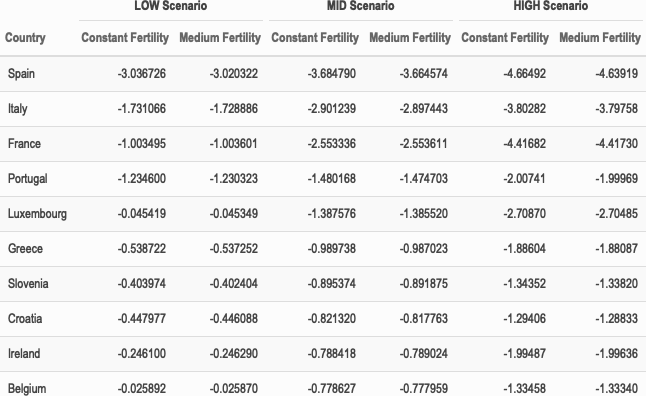 LOW Scenario MID Scenario HIGH Scenario
Country Constant Fertility Medium Fertility Constant Fertility Medium Fertility Constant Fertility Medium Fertility
Spain -3.036726 -3.020322 -3.684790 -3.664574 -4.66492 -4.63919
Italy -1.731066 -1.728886 -2.901239 -2.897443 -3.80282 -3.79758
France -1.003495 -1.003601 -2.553336 -2.553611 -4.41682 -4.41730
Portugal -1.234600 -1.230323 -1.480168 -1.474703 -2.00741 -1.99969
Luxembourg -0.045419 -0.045349 -1.387576 -1.385520 -2.70870 -2.70485
Greece -0.538722 -0.537252 -0.989738 -0.987023 -1.88604 -1.88087
Slovenia -0.403974 -0.402404 -0.895374 -0.891875 -1.34352 -1.33820
Croatia -0.447977 -0.446088 -0.821320 -0.817763 -1.29406 -1.28833
Ireland -0.246100 -0.246290 -0.788418 -0.789024 -1.99487 -1.99636
Belgium -0.025892 -0.025870 -0.778627 -0.777959 -1.33458 -1.33340